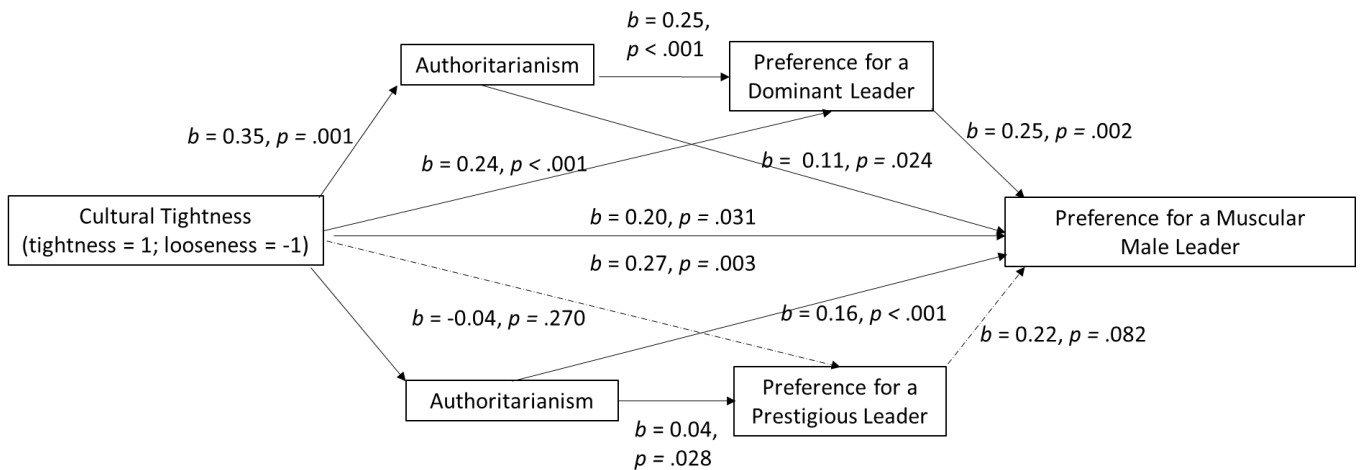 b = 0.25,
p < .001
Authoritarianism
Preference for a
Dominant Leader
b = 0.35, p = .001
b = 0.25, p = .002
b = 0.24, p < .001
b = 0.11, p = .024
Cultural Tightness
(tightness = 1; looseness = -1)
b = 0.20, p = .031
Preference for a Muscular
Male Leader
b = 0.27, p = .003
b = -0.04, p = .270
b = 0.16, p < .001
b = 0.22, p = .082
Authoritarianism
Preference for a
Prestigious Leader
b = 0.04,
p = .028